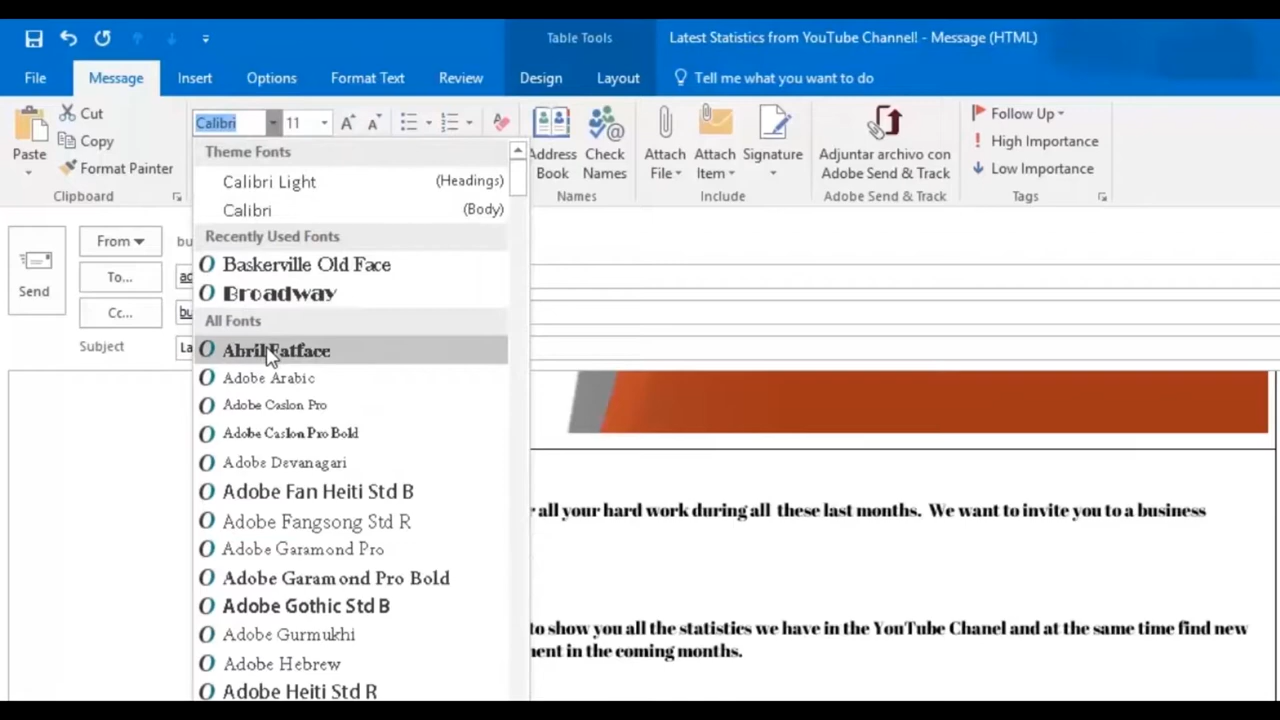 Table Tools
Latest Statistics from YouTube Channel! - Message (HTML)
File
Message
Insert
Options
Format Text
Review
Design
Layout
Tell me what you want to do
Paste
Cut
Copy
Format Painter
Clipboard
Calibri
11
Address
Book
Check
Names
Names
Attach
File
Attach
Item
Signature
Include
Adjuntar archivo con
Adobe Send & Track
Adobe Send & Track
Follow Up
High Importance
Low Importance
Tags
Theme Fonts
Calibri Light (Headings)
Calibri (Body)
Recently Used Fonts
Baskerville Old Face
Broadway
All Fonts
Abril Fatface
Adobe Arabic
Adobe Caslon Pro
Adobe Caslon Pro Bold
Adobe Devanagari
Adobe Fan Heiti Std B
Adobe Fangsong Std R
Adobe Garamond Pro
Adobe Garamond Pro Bold
Adobe Gothic Std B
Adobe Gurmukhi
Adobe Hebrew
Adobe Heiti Std R
Send
From
bu
To...
ad
Cc...
bu
Subject
La
all your hard work during all these last months. We want to invite you to a business
to show you all the statistics we have in the YouTube Chanel and at the same time find new
in the coming months.